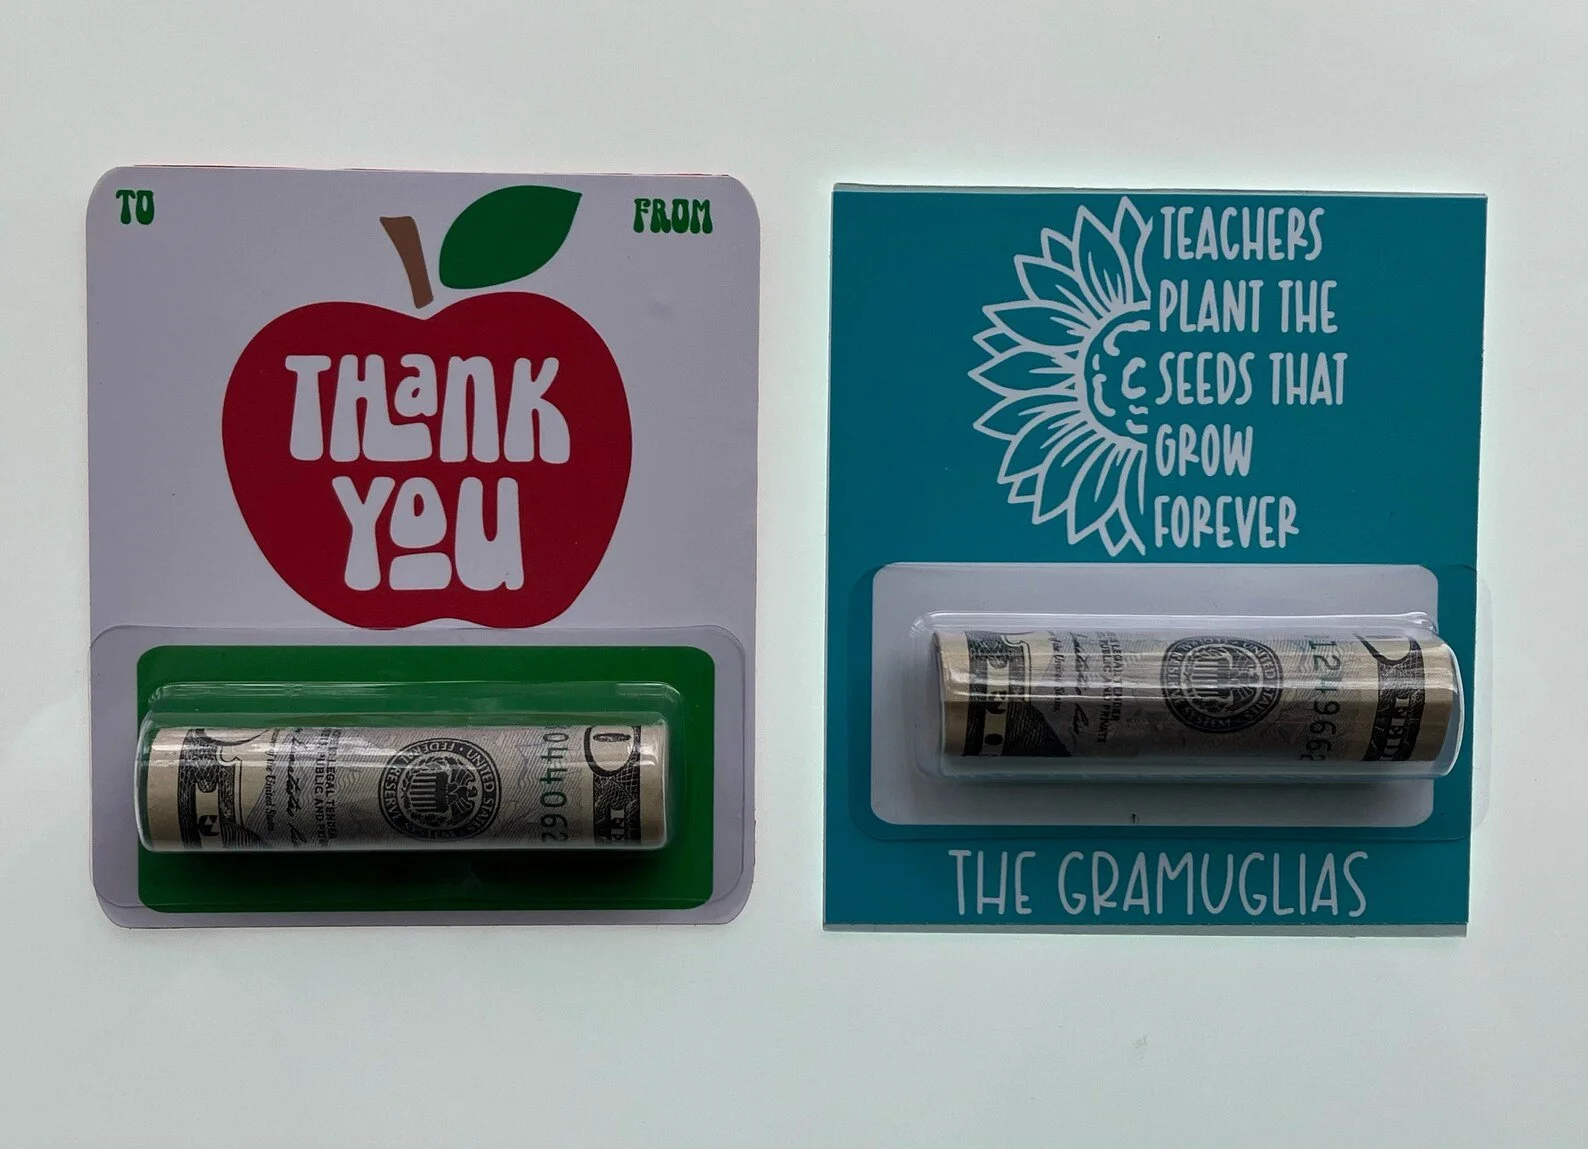 TO
FROM
THANK
YOU
TEACHERS
PLANT THE
SEEDS THAT
GROW
FOREVER
THE GRAMUGLIAS